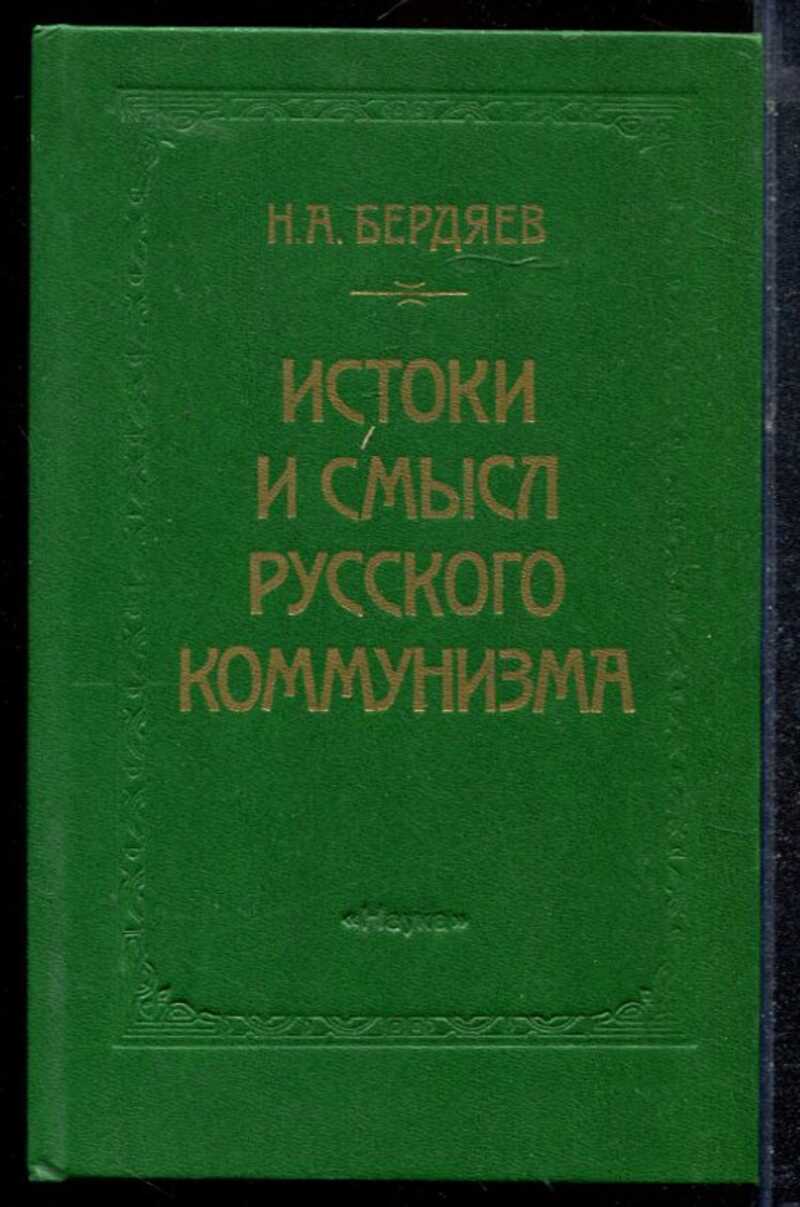 Н.А. БЕРДЯЕВ
ИСТОКИ
И СМЫСЛ
РУССКОГО
КОММУНИЗМА
«Наука»